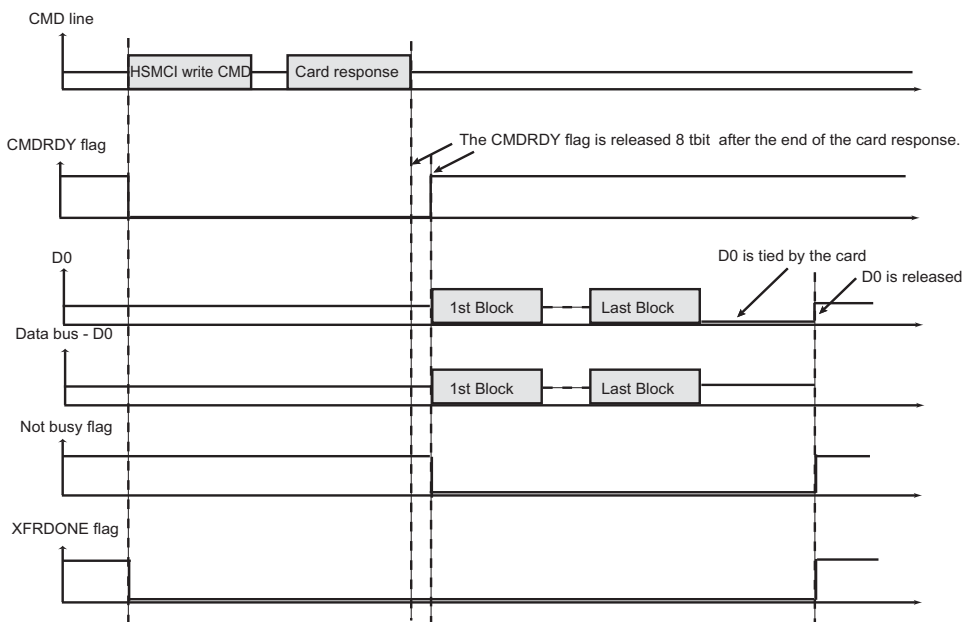 CMD line
HSMCI write CMD
Card response
The CMDRDY flag is released 8 tbit after the end of the card response.
CMDRDY flag
D0 is tied by the card
D0
D0 is released
1st Block
Last Block
Data bus - D0
1st Block
Last Block
Not busy flag
XFRDONE flag